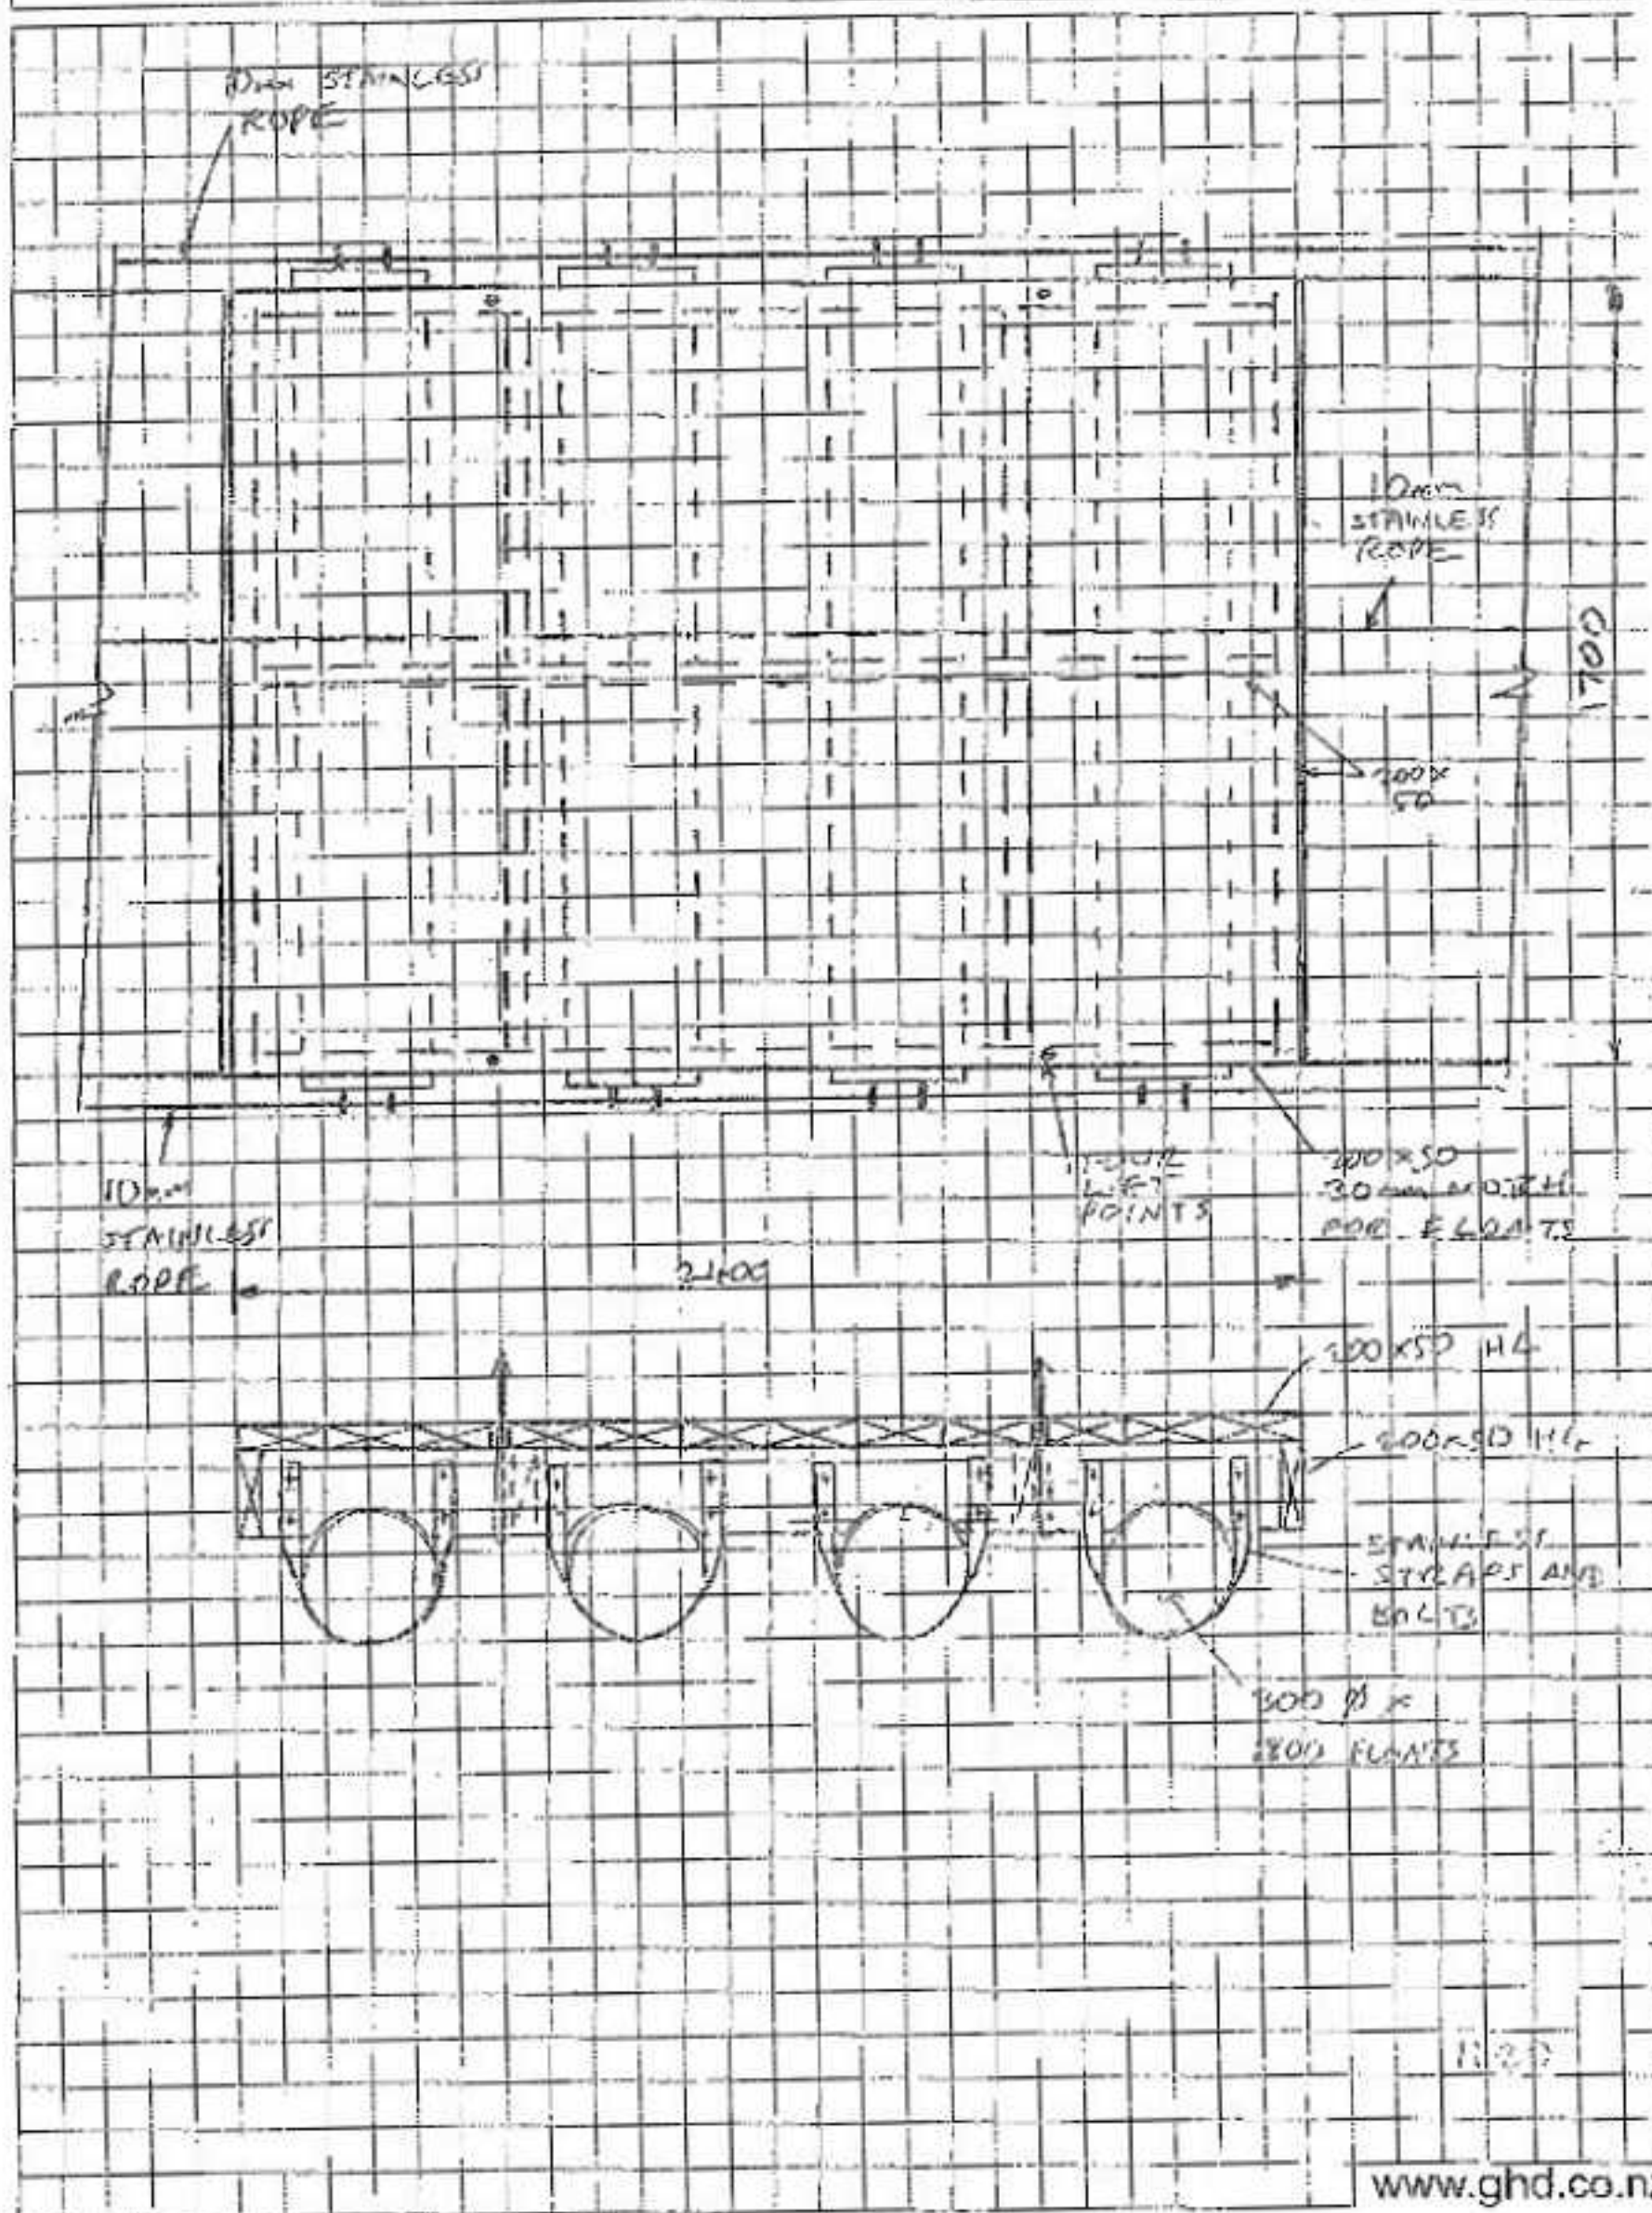 10mm STAINLESS
ROPE
10mm
STAINLESS
ROPE
1700
200x
50
FOUR
LIFT
POINTS
200x50
30mm NOTCH
FOR FLOATS
10mm
STAINLESS
ROPE
2400
200x50 H4
200x50 H4
STAINLESS
STRAPS AND
BOLTS
300 Ø x
1800 FLOATS
www.ghd.co.n